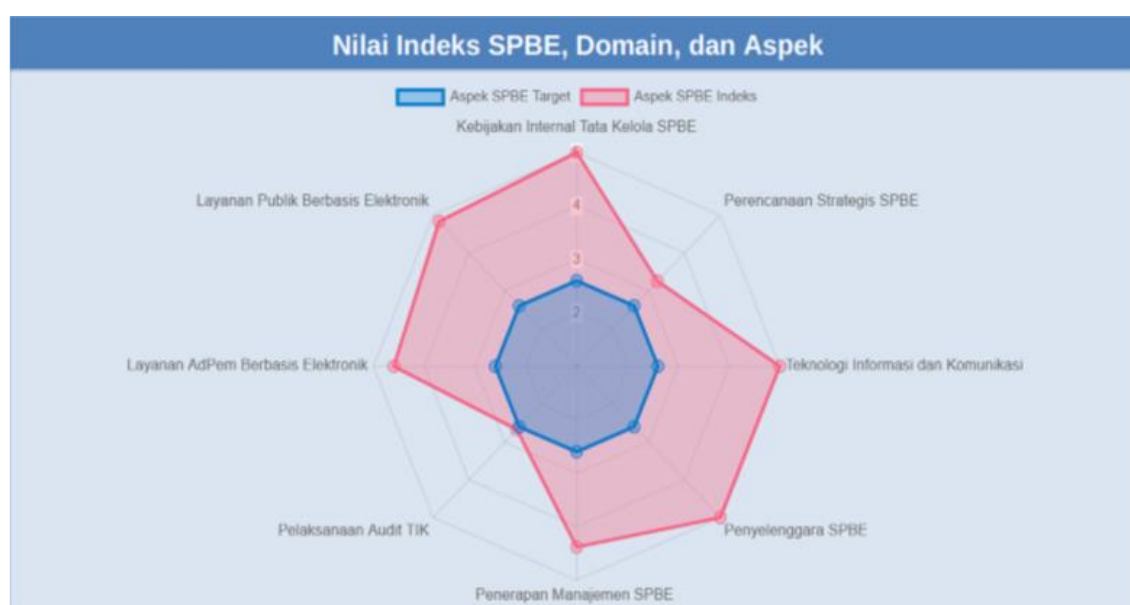 Nilai Indeks SPBE, Domain, dan Aspek
Aspek SPBE Target Aspek SPBE Indeks
Kebijakan Internal Tata Kelola SPBE
Layanan Publik Berbasis Elektronik
Perencanaan Strategis SPBE
4
3
2
Layanan AdPem Berbasis Elektronik
Teknologi Informasi dan Komunikasi
Pelaksanaan Audit TIK
Penyelenggara SPBE
Penerapan Manajemen SPBE